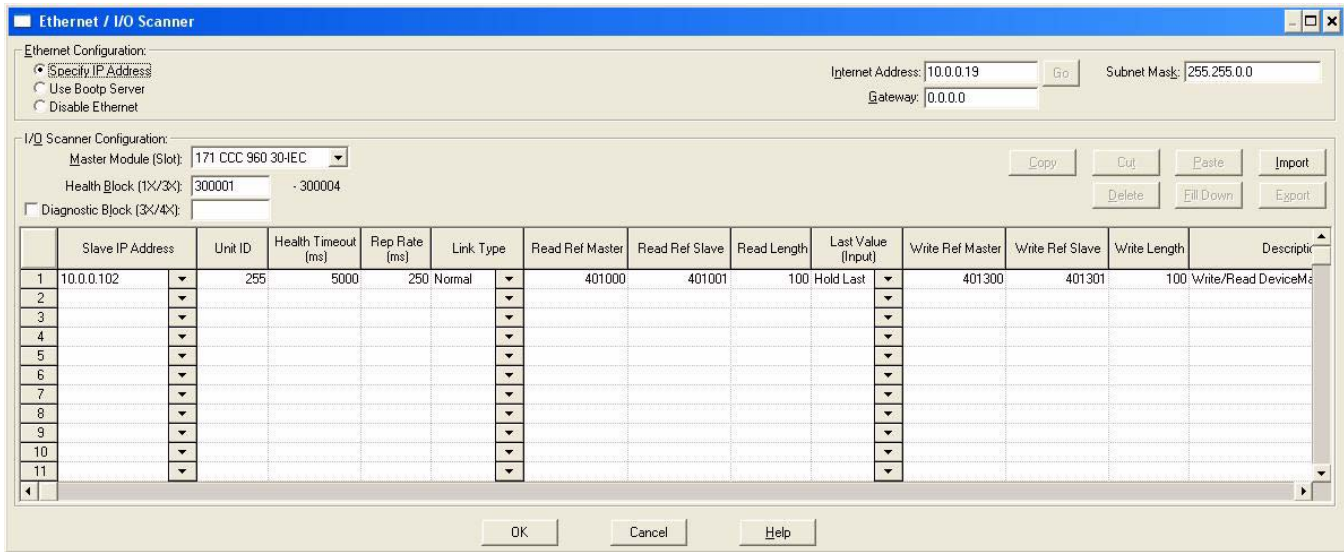 Ethernet / I/O Scanner
Ethernet Configuration:
Specify IP Address
Use Bootp Server
Disable Ethernet
Internet Address: 10.0.0.19 Go Subnet Mask: 255.255.0.0
Gateway: 0.0.0.0
I/O Scanner Configuration:
Master Module (Slot): 171 CCC 960 30-IEC
Health Block (1X/3X): 300001 - 300004
Diagnostic Block (3X/4X):
Copy Cut Paste Import
Delete Fill Down Export
Slave IP Address Unit ID Health Timeout (ms) Rep Rate (ms) Link Type Read Ref Master Read Ref Slave Read Length Last Value (Input) Write Ref Master Write Ref Slave Write Length Descriptic
1 10.0.0.102 255 5000 250 Normal 401000 401001 100 Hold Last 401300 401301 100 Write/Read DeviceMa
2
3
4
5
6
7
8
9
10
11
OK Cancel Help